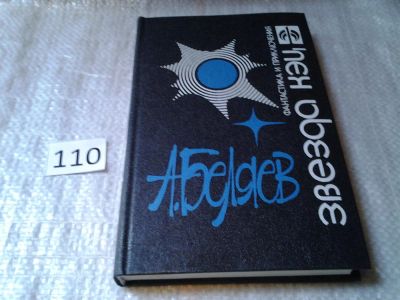 110
А.Беляев
ФАНТАСТИКА И ПРИКЛЮЧЕНИЯ
звезда КЭЦ